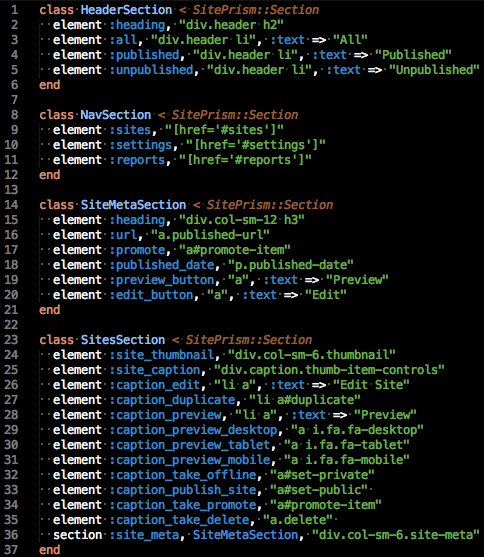 1 class HeaderSection < SitePrism::Section
2 element :heading, "div.header h2"
3 element :all, "div.header li", :text => "All"
4 element :published, "div.header li", :text => "Published"
5 element :unpublished, "div.header li", :text => "Unpublished"
6 end
7
8 class NavSection < SitePrism::Section
9 element :sites, "[href='#sites']"
10 element :settings, "[href='#settings']"
11 element :reports, "[href='#reports']"
12 end
13
14 class SiteMetaSection < SitePrism::Section
15 element :heading, "div.col-sm-12 h3"
16 element :url, "a.published-url"
17 element :promote, "a#promote-item"
18 element :published_date, "p.published-date"
19 element :preview_button, "a", :text => "Preview"
20 element :edit_button, "a", :text => "Edit"
21 end
22
23 class SitesSection < SitePrism::Section
24 element :site_thumbnail, "div.col-sm-6.thumbnail"
25 element :site_caption, "div.caption.thumb-item-controls"
26 element :caption_edit, "li a", :text => "Edit Site"
27 element :caption_duplicate, "li a#duplicate"
28 element :caption_preview, "li a", :text => "Preview"
29 element :caption_preview_desktop, "a i.fa.fa-desktop"
30 element :caption_preview_tablet, "a i.fa.fa-tablet"
31 element :caption_preview_mobile, "a i.fa.fa-mobile"
32 element :caption_take_offline, "a#set-private"
33 element :caption_publish_site, "a#set-public"
34 element :caption_take_promote, "a#promote-item"
35 element :caption_take_delete, "a.delete"
36 section :site_meta, SiteMetaSection, "div.col-sm-6.site-meta"
37 end